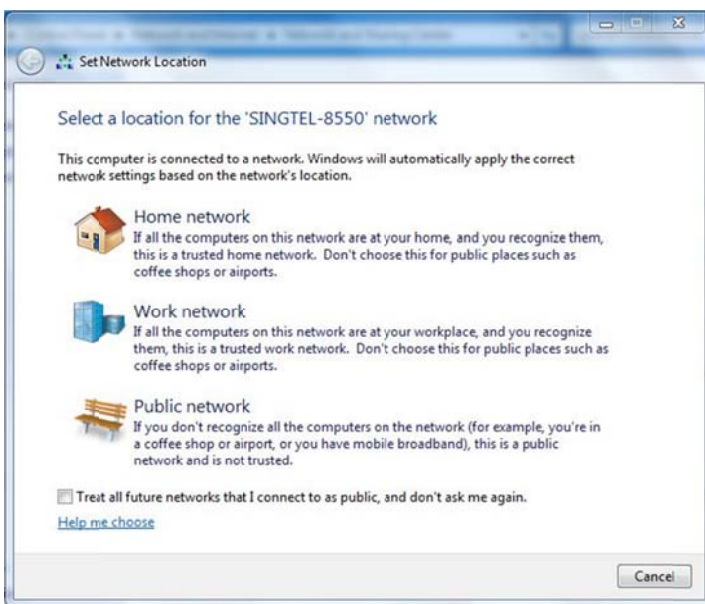 Set Network Location
Select a location for the 'SINGTEL-8550' network
This computer is connected to a network. Windows will automatically apply the correct
network settings based on the network's location.
Home network
If all the computers on this network are at your home, and you recognize them,
this is a trusted home network. Don't choose this for public places such as
coffee shops or airports.
Work network
If all the computers on this network are at your workplace, and you recognize
them, this is a trusted work network. Don't choose this for public places such as
coffee shops or airports.
Public network
If you don't recognize all the computers on the network (for example, you're in
a coffee shop or airport, or you have mobile broadband), this is a public
network and is not trusted.
Treat all future networks that I connect to as public, and don't ask me again.
Help me choose
Cancel